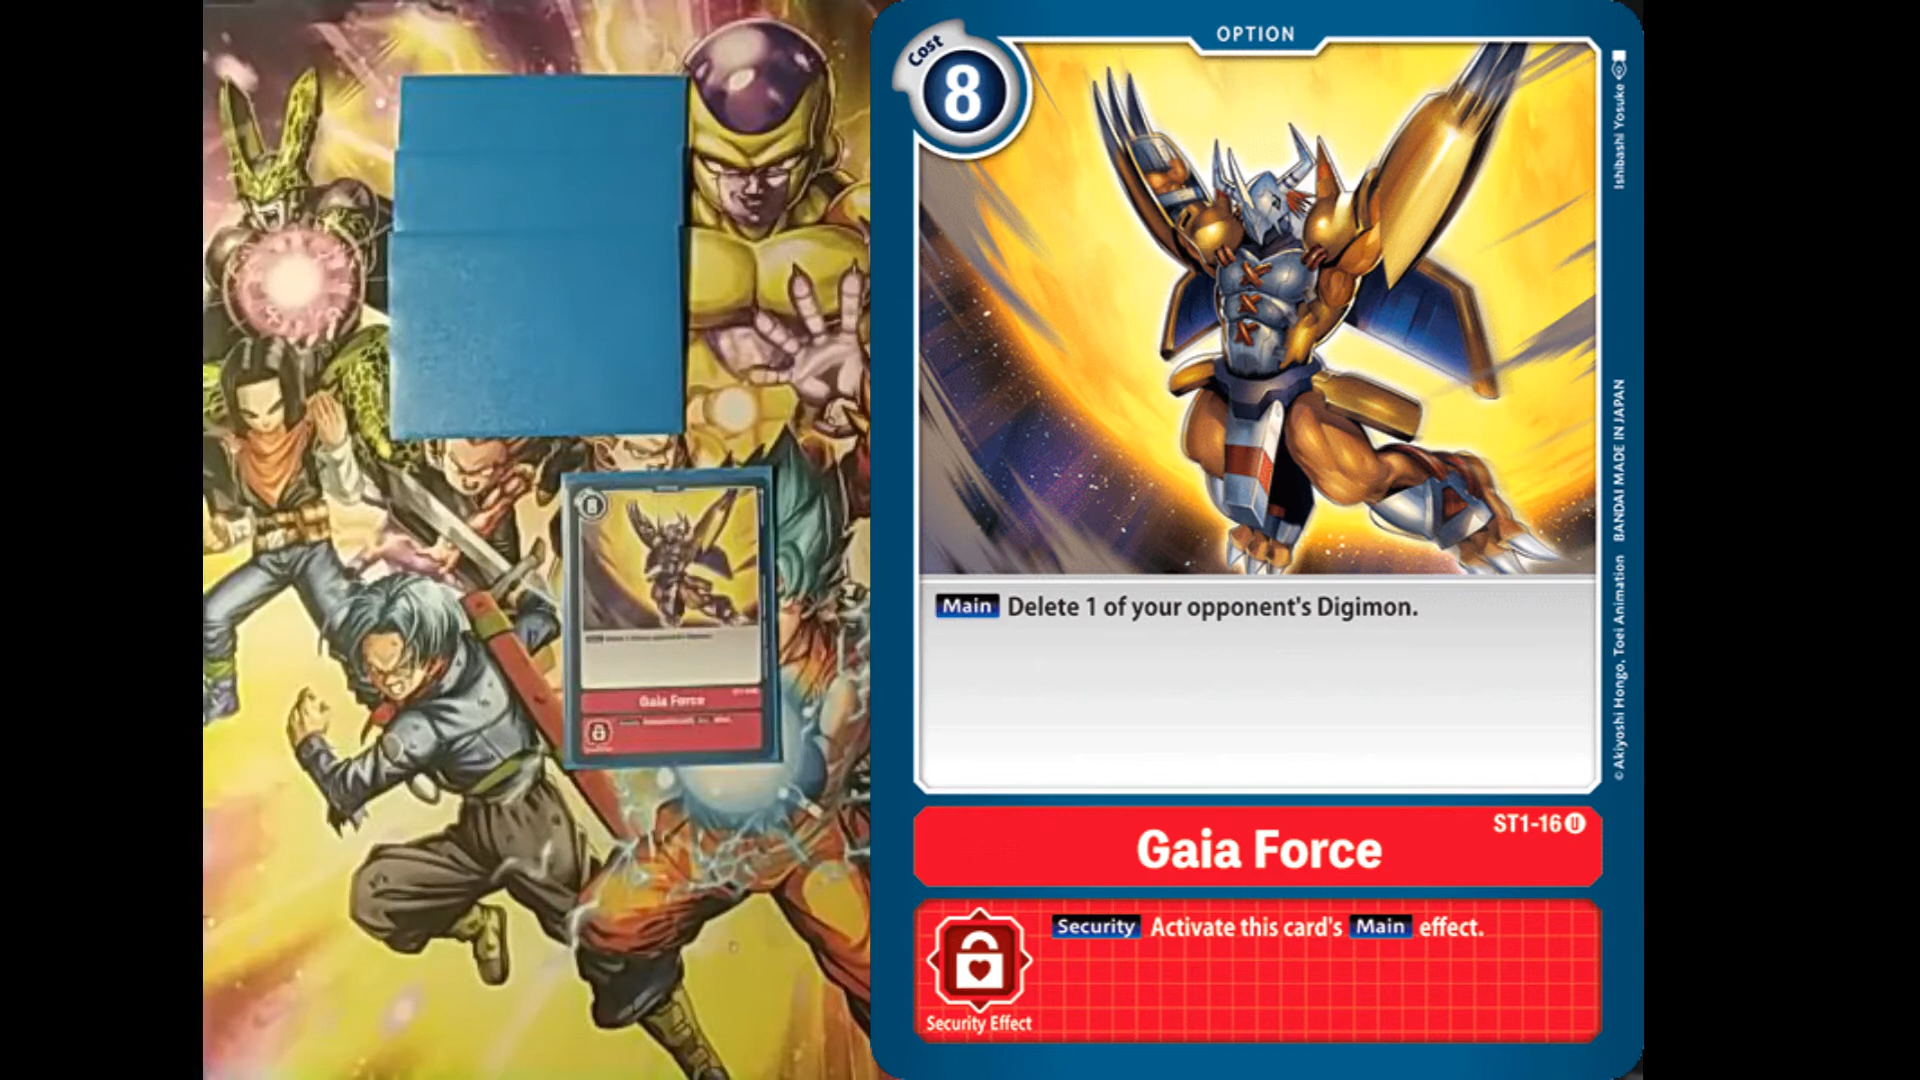 OPTION
Cost
8
Ishibashi Yosuke
Main Delete 1 of your opponent's Digimon.
©Akiyoshi Hongo, Toei Animation BANDAI MADE IN JAPAN
ST1-16 U
Gaia Force
Security Activate this card's Main effect.
Security Effect
8
Gaia Force